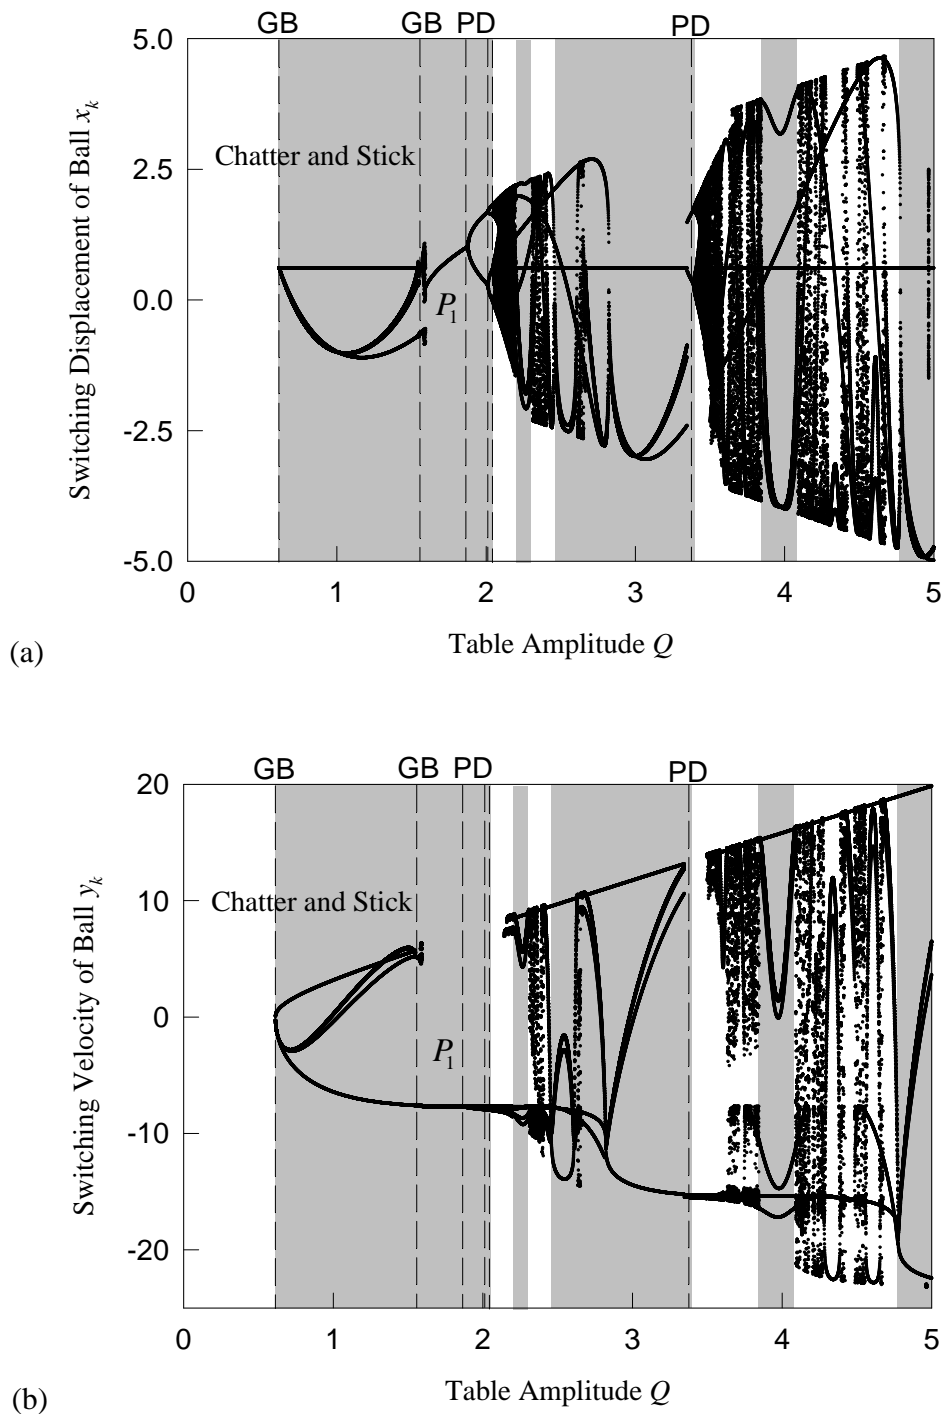 GB GB PD PD
5.0
2.5
0.0
-2.5
-5.0
Switching Displacement of Ball x_k
Chatter and Stick
P_1
0 1 2 3 4 5
Table Amplitude Q
(a)
GB GB PD PD
20
10
0
-10
-20
Switching Velocity of Ball y_k
Chatter and Stick
P_1
0 1 2 3 4 5
Table Amplitude Q
(b)